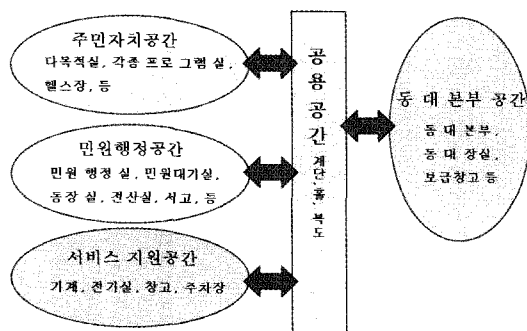 주민자치공간
다목적실, 각종 프로그램 실,
헬스장, 등
민원행정공간
민원 행정 실, 민원대기실,
동장 실, 전산실, 서고, 등
서비스 지원공간
기계, 전기실, 창고, 주차장
공용공간
계단, 홀, 복도
동 대 본부 공간
동 대 본부,
동 대 장실,
보급창고 등